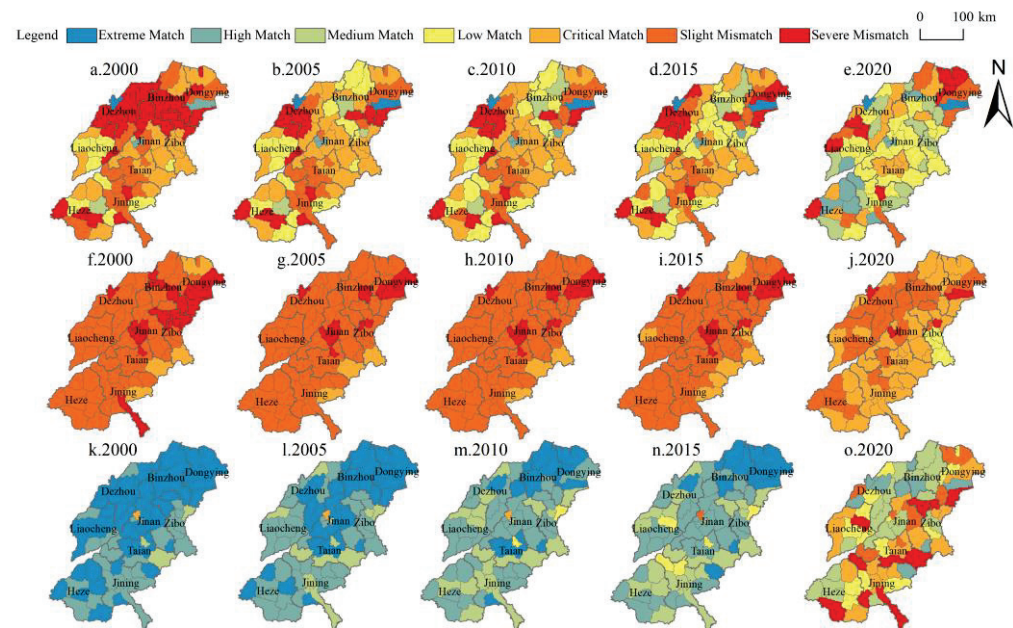 0 100 km
Legend Extreme Match High Match Medium Match Low Match Critical Match Slight Mismatch Severe Mismatch
N
a.2000 b.2005 c.2010 d.2015 e.2020
Binzhou Dongying Binzhou Dongying Binzhou Dongying Binzhou Dongying Binzhou Dongying
Dezhou Dezhou Dezhou Dezhou Dezhou
Liaocheng Jinan Zibo Liaocheng Jinan Zibo Liaocheng Jinan Zibo Liaocheng Jinan Zibo Liaocheng Jinan Zibo
Taian Taian Taian Taian Taian
Heze Jining Heze Jining Heze Jining Heze Jining Heze Jining
f.2000 g.2005 h.2010 i.2015 j.2020
Binzhou Dongying Binzhou Dongying Binzhou Dongying Binzhou Dongying Binzhou Dongying
Dezhou Dezhou Dezhou Dezhou Dezhou
Liaocheng Jinan Zibo Liaocheng Jinan Zibo Liaocheng Jinan Zibo Liaocheng Jinan Zibo Liaocheng Jinan Zibo
Taian Taian Taian Taian Taian
Heze Jining Heze Jining Heze Jining Heze Jining Heze Jining
k.2000 l.2005 m.2010 n.2015 o.2020
Binzhou Dongying Binzhou Dongying Binzhou Dongying Binzhou Dongying Binzhou Dongying
Dezhou Dezhou Dezhou Dezhou Dezhou
Liaocheng Jinan Zibo Liaocheng Jinan Zibo Liaocheng Jinan Zibo Liaocheng Jinan Zibo Liaocheng Jinan Zibo
Taian Taian Taian Taian Taian
Heze Jining Heze Jining Heze Jining Heze Jining Heze Jining